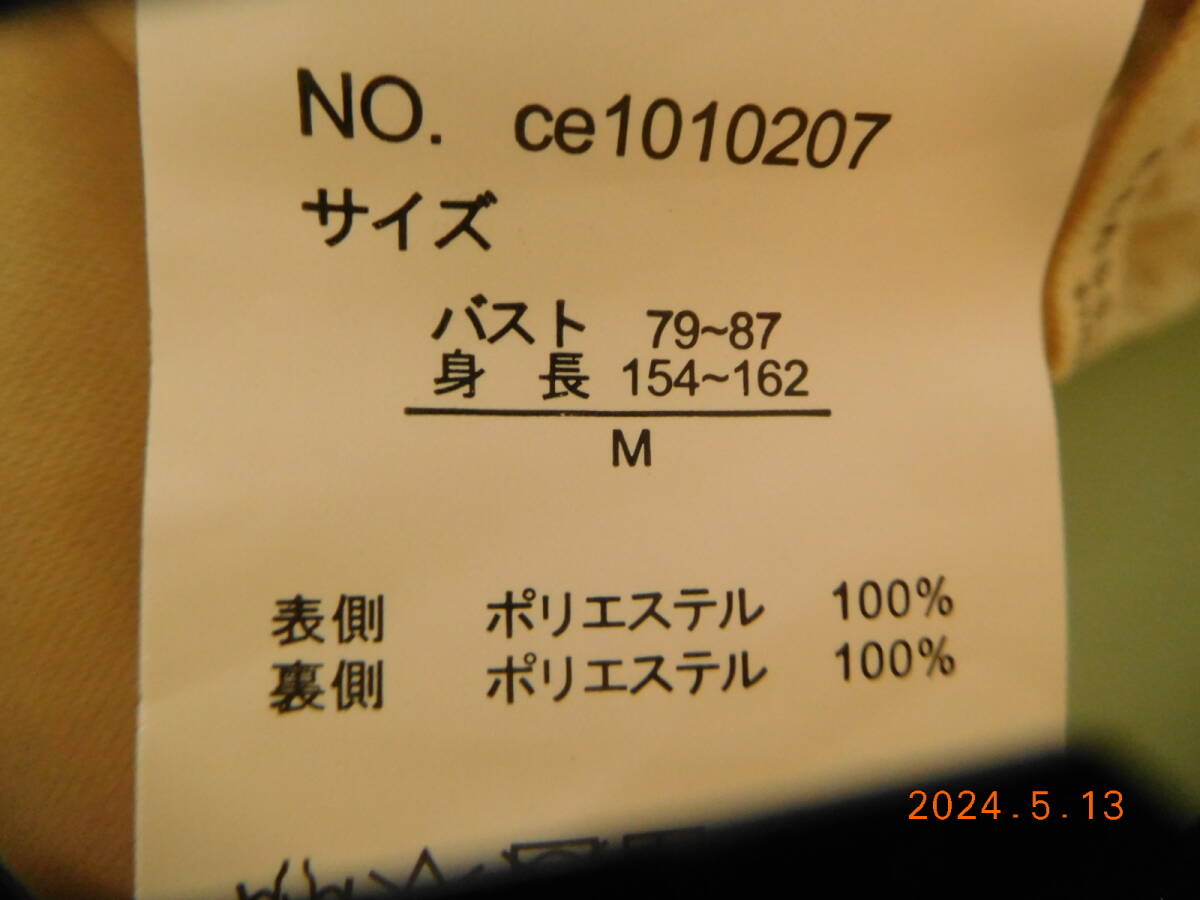 NO. ce1010207
サイズ
バスト 79~87
身 長 154~162
M
表側 ポリエステル 100%
裏側 ポリエステル 100%
2024.5.13